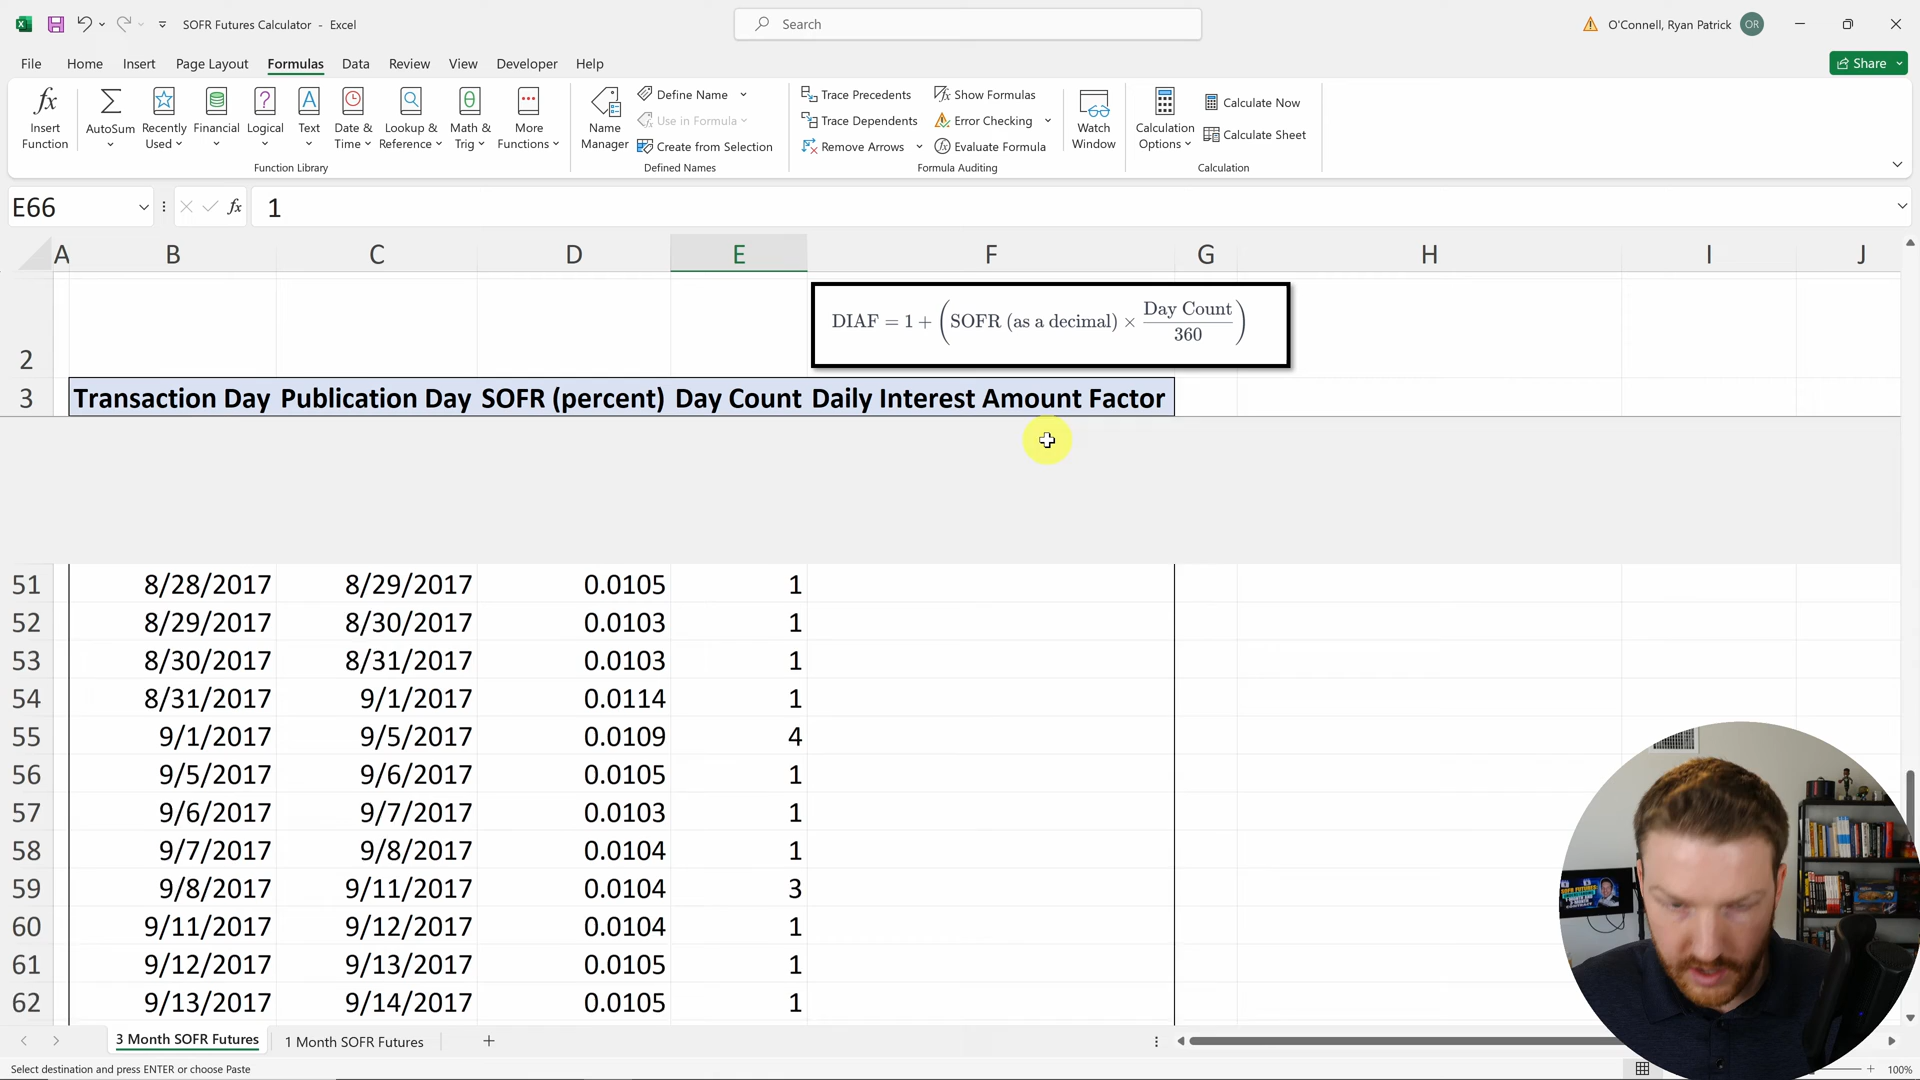 SOFR Futures Calculator - Excel
Search
O'Connell, Ryan Patrick
OR
File Home Insert Page Layout Formulas Data Review View Developer Help
Share
Insert Function
AutoSum
Recently Used
Financial
Logical
Text
Date & Time
Lookup & Reference
Math & Trig
More Functions
Function Library
Name Manager
Define Name
Use in Formula
Create from Selection
Defined Names
Trace Precedents
Trace Dependents
Remove Arrows
Show Formulas
Error Checking
Evaluate Formula
Formula Auditing
Watch Window
Calculation Options
Calculate Now
Calculate Sheet
Calculation
E66 fx 1
A B C D E F G H I J
DIAF = 1 + (SOFR (as a decimal) × Day Count / 360)
2
3 Transaction Day Publication Day SOFR (percent) Day Count Daily Interest Amount Factor
51 8/28/2017 8/29/2017 0.0105 1
52 8/29/2017 8/30/2017 0.0103 1
53 8/30/2017 8/31/2017 0.0103 1
54 8/31/2017 9/1/2017 0.0114 1
55 9/1/2017 9/5/2017 0.0109 4
56 9/5/2017 9/6/2017 0.0105 1
57 9/6/2017 9/7/2017 0.0103 1
58 9/7/2017 9/8/2017 0.0104 1
59 9/8/2017 9/11/2017 0.0104 3
60 9/11/2017 9/12/2017 0.0104 1
61 9/12/2017 9/13/2017 0.0105 1
62 9/13/2017 9/14/2017 0.0105 1
3 Month SOFR Futures 1 Month SOFR Futures
Select destination and press ENTER or choose Paste
100%